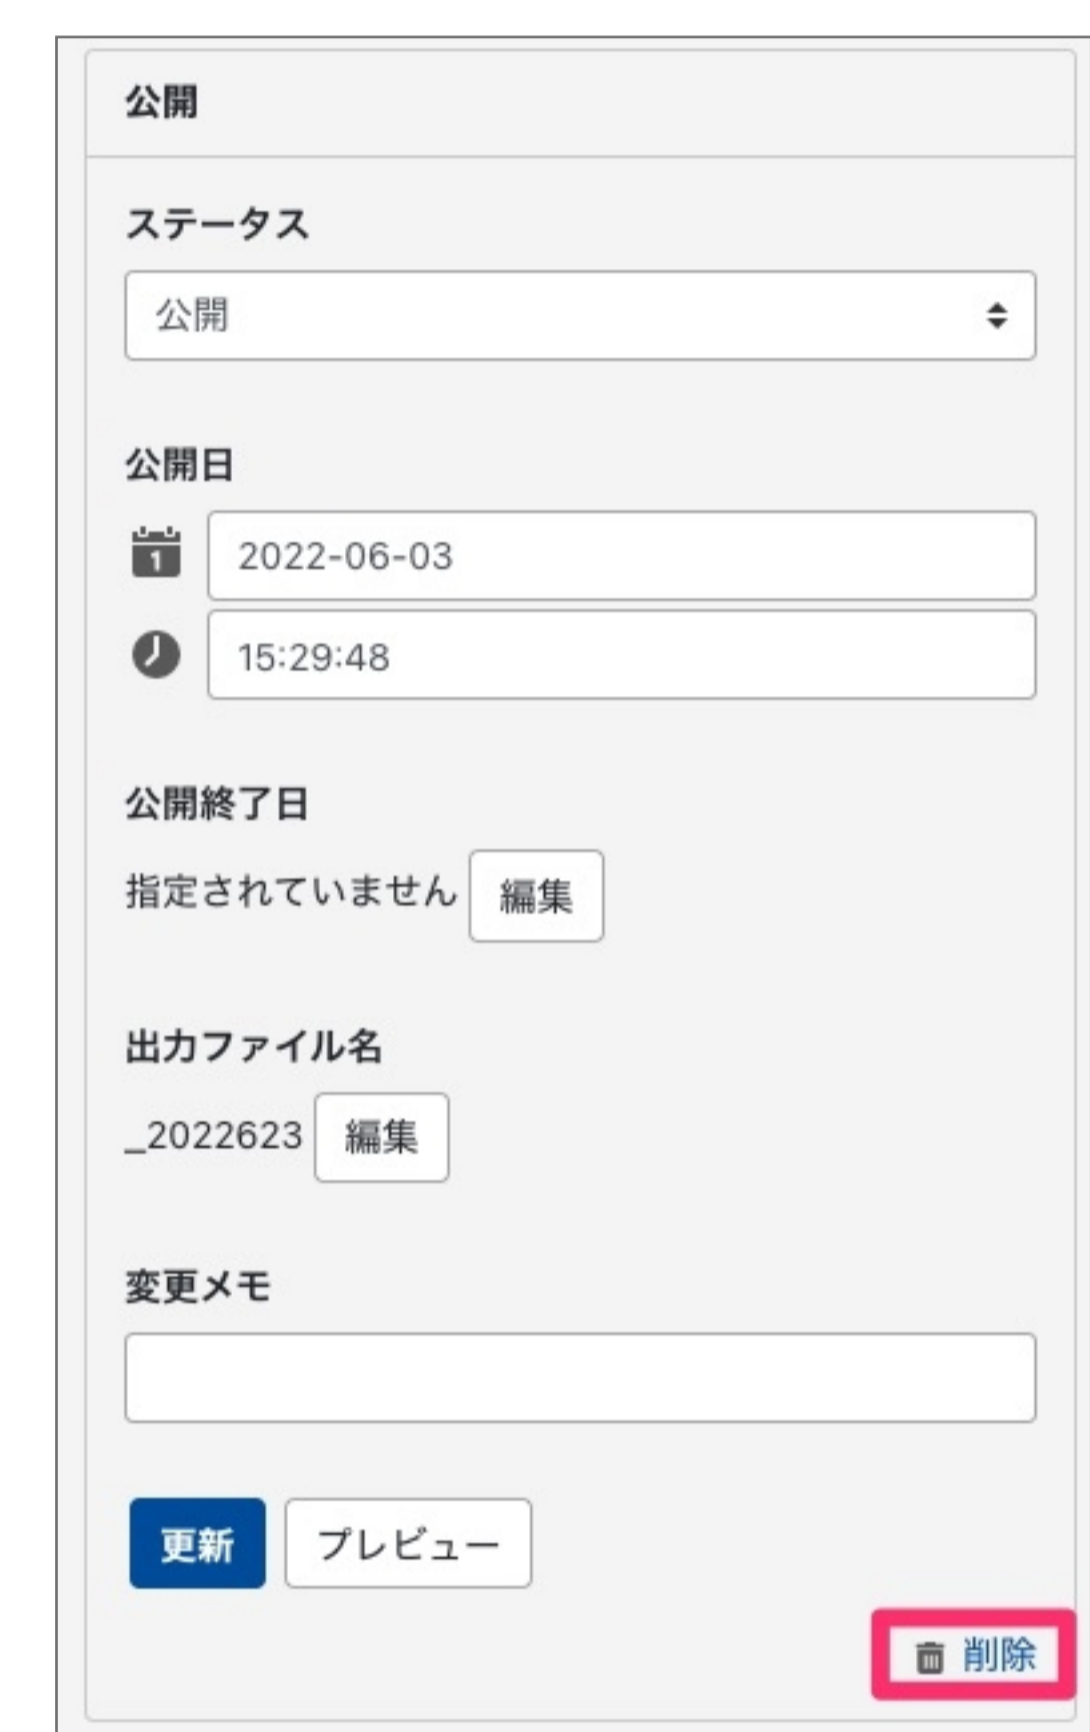 公開
ステータス
公開
公開日
1
2022-06-03
15:29:48
公開終了日
指定されていません 編集
出力ファイル名
_2022623 編集
変更メモ
更新 プレビュー
削除